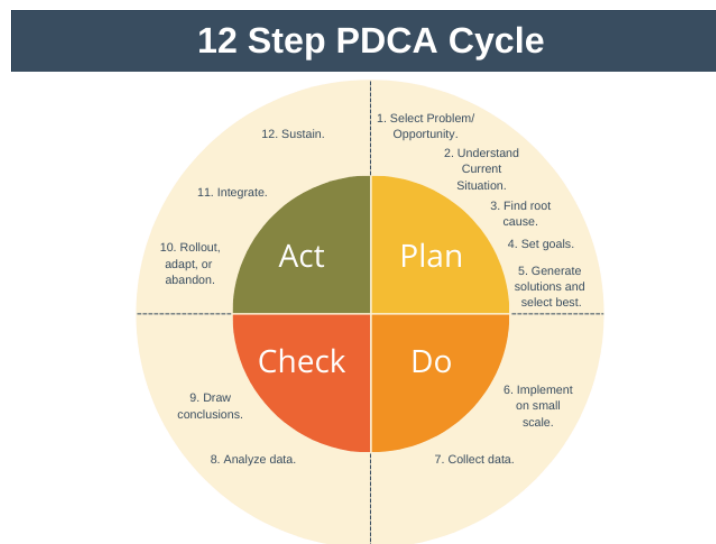 12 Step PDCA Cycle
1. Select Problem/
Opportunity.
2. Understand
Current
Situation.
3. Find root
cause.
4. Set goals.
5. Generate
solutions and
select best.
Plan
Do
6. Implement
on small
scale.
7. Collect data.
Check
8. Analyze data.
9. Draw
conclusions.
Act
10. Rollout,
adapt, or
abandon.
11. Integrate.
12. Sustain.